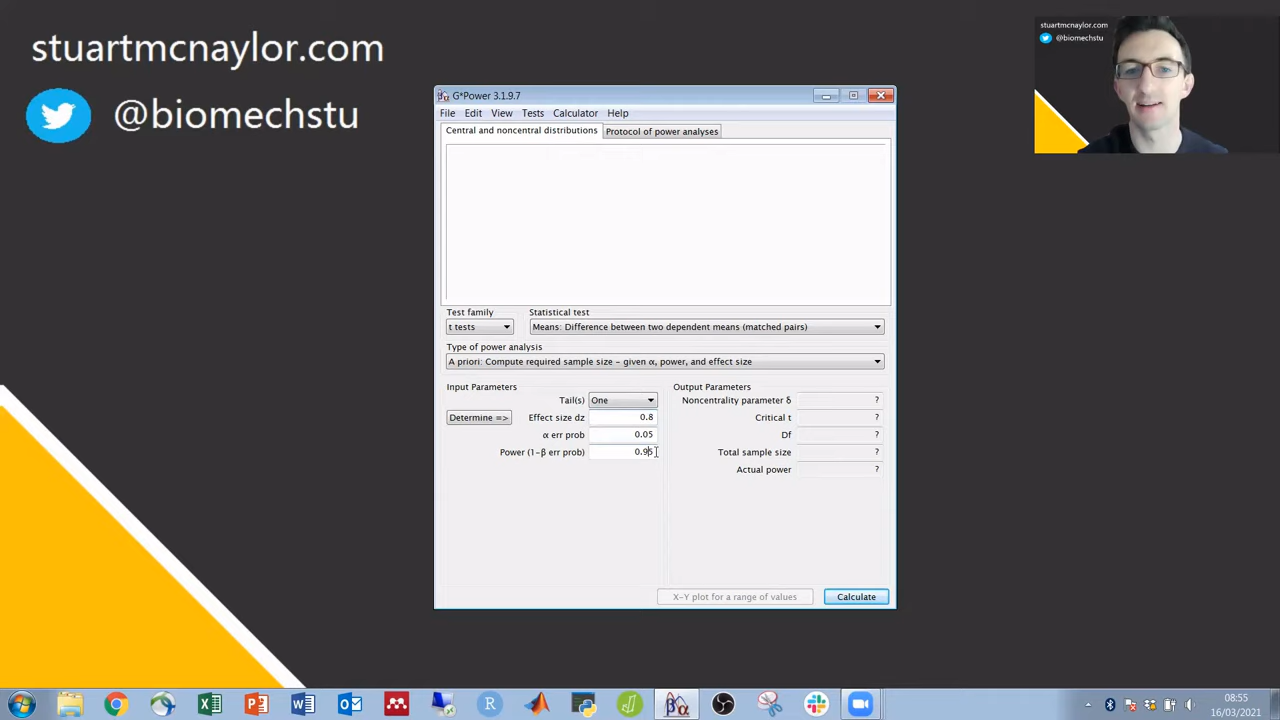 stuartmcnaylor.com
@biomechstu
stuartmcnaylor.com
@biomechstu
G*Power 3.1.9.7
File Edit View Tests Calculator Help
Central and noncentral distributions Protocol of power analyses
Test family Statistical test
t tests Means: Difference between two dependent means (matched pairs)
Type of power analysis
A priori: Compute required sample size – given α, power, and effect size
Input Parameters Output Parameters
Tail(s) One Noncentrality parameter δ ?
Determine => Effect size dz 0.8 Critical t ?
α err prob 0.05 Df ?
Power (1-β err prob) 0.95 Total sample size ?
Actual power ?
X-Y plot for a range of values Calculate
08:55
16/03/2021